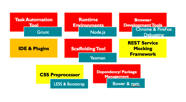 Task Automation
Tool
Grunt
Runtime
Environments
Node.js
Browser
Development Tools
Chrome & FireFox
Debugging
IDE & Plugins
Scaffolding Tool
Yeoman
REST Service
Mocking
Framework
CSS Preprocessor
LESS & Bootstrap
Dependency/Package
Management
Bower & npm